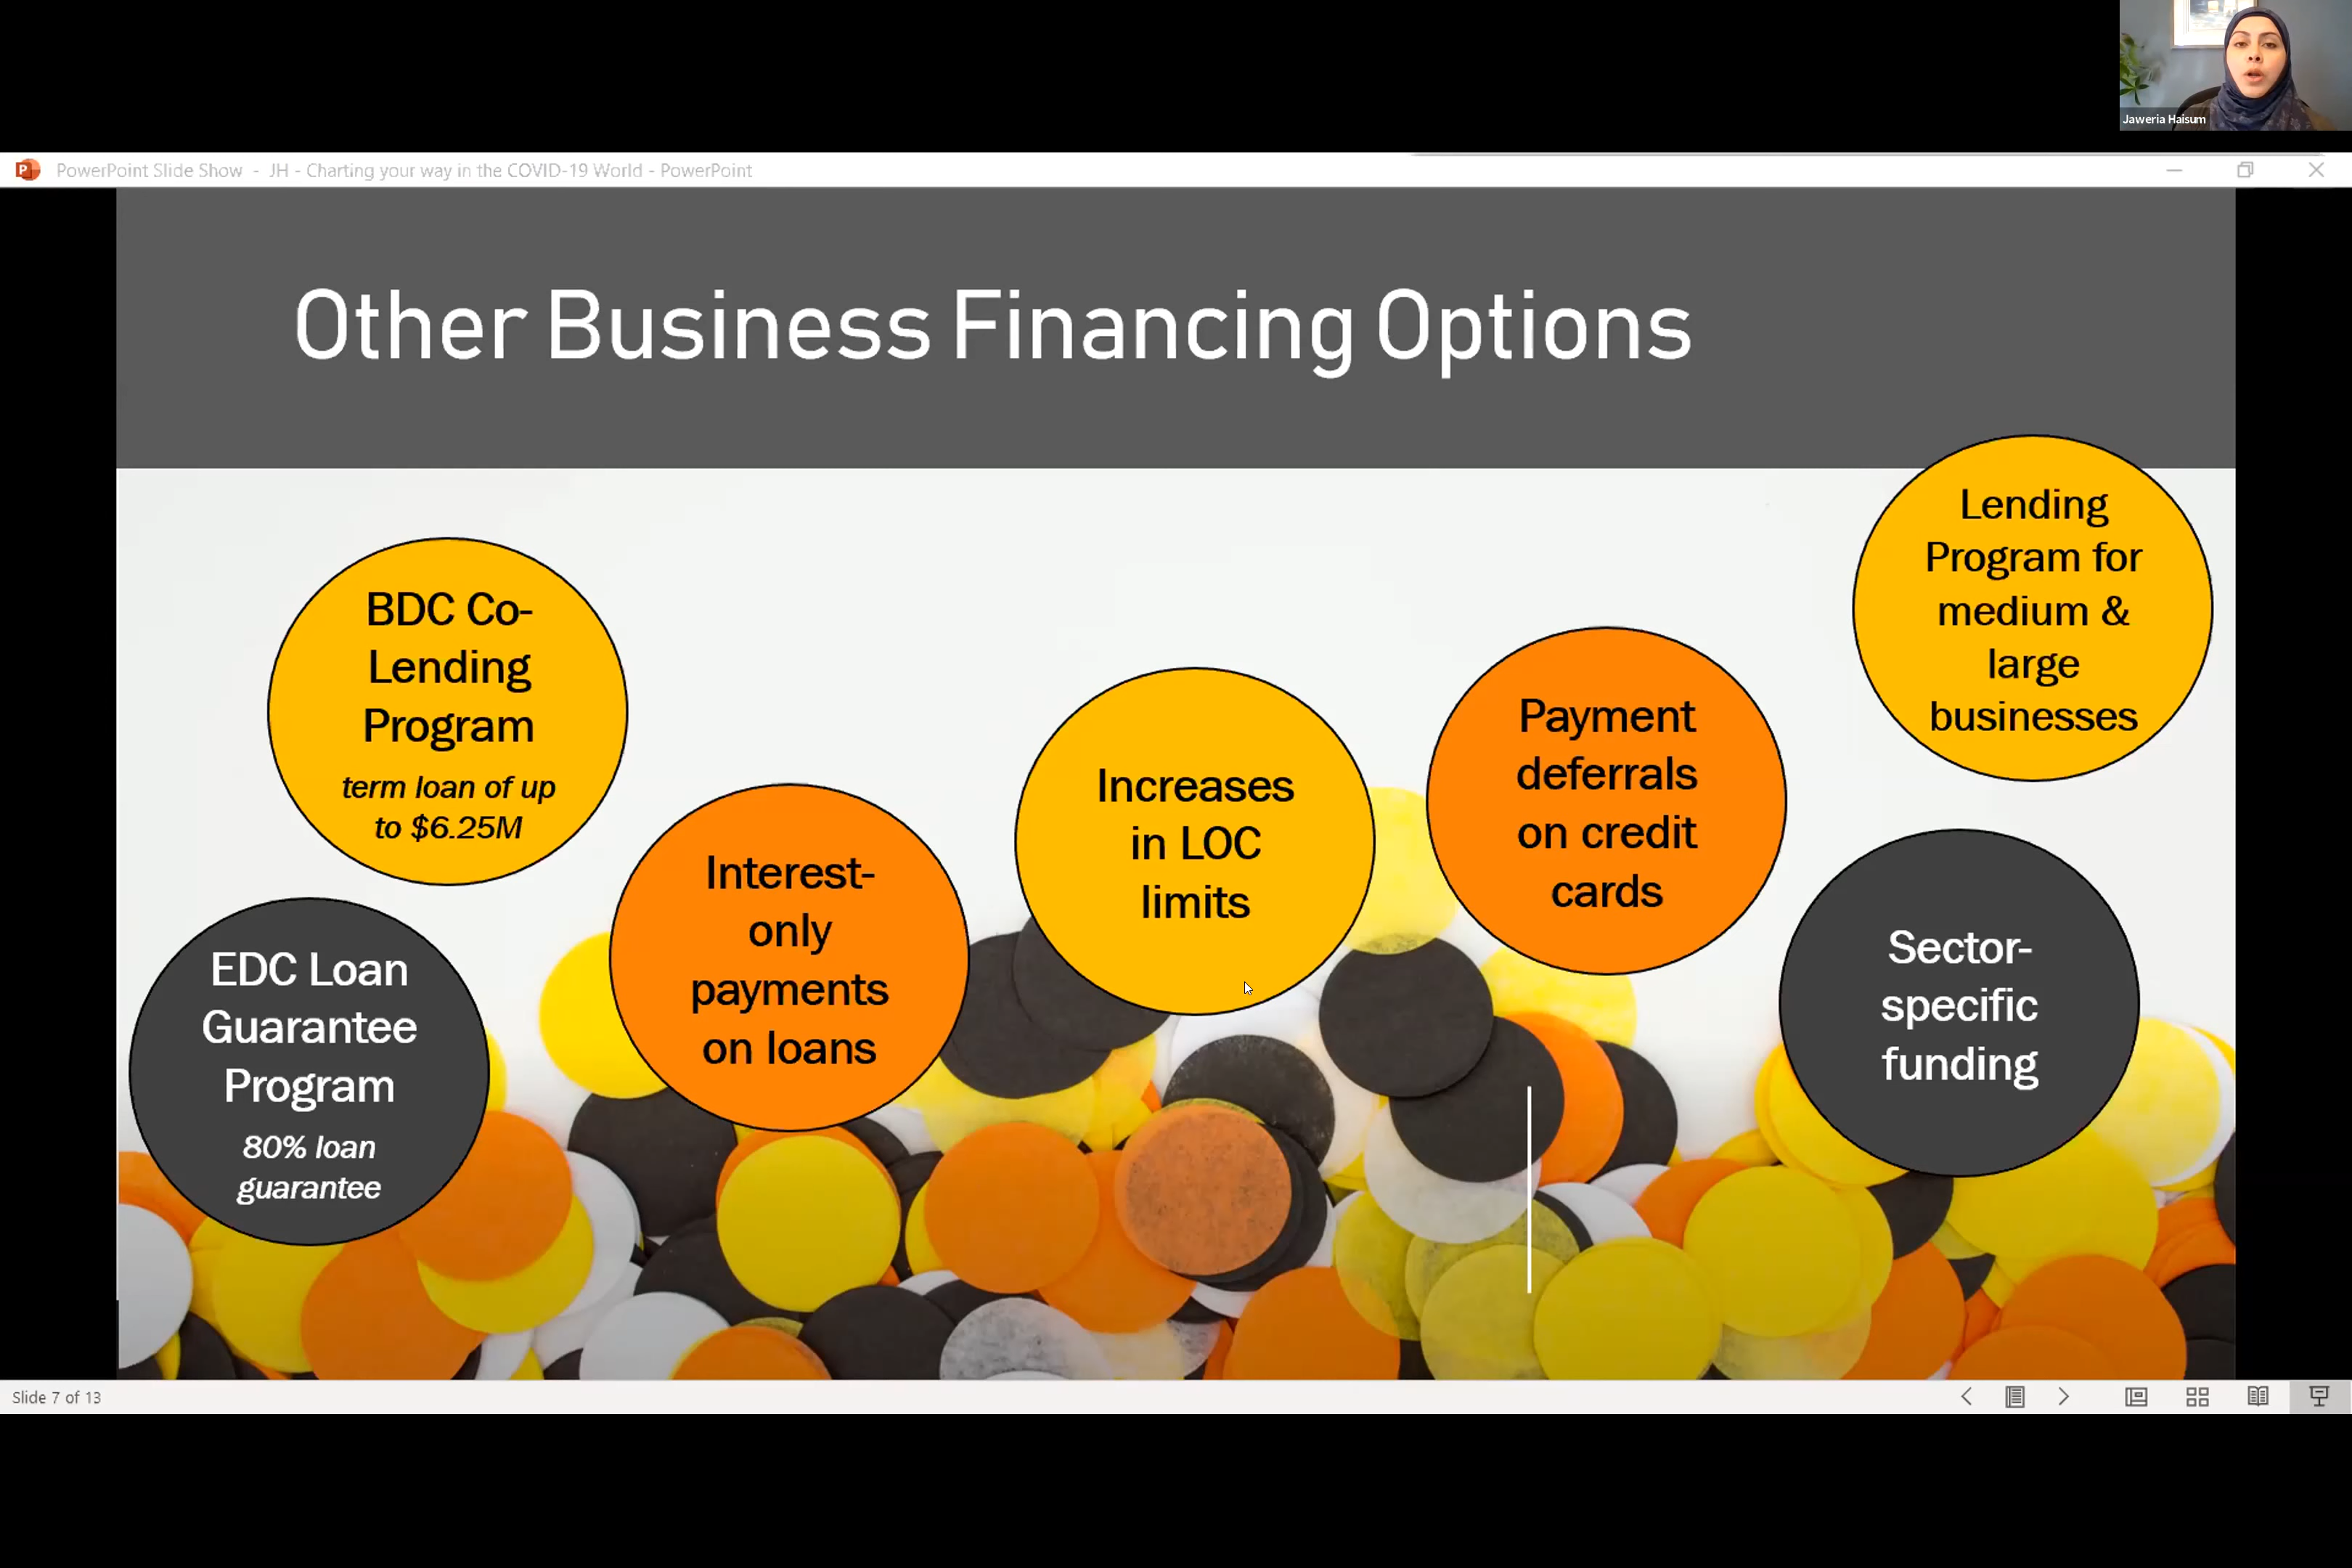 Jaweria Haisum
PowerPoint Slide Show - JH - Charting your way in the COVID-19 World - PowerPoint
Other Business Financing Options
BDC Co-
Lending
Program
term loan of up
to $6.25M
EDC Loan
Guarantee
Program
80% loan
guarantee
Interest-
only
payments
on loans
Increases
in LOC
limits
Payment
deferrals
on credit
cards
Lending
Program for
medium &
large
businesses
Sector-
specific
funding
Slide 7 of 13